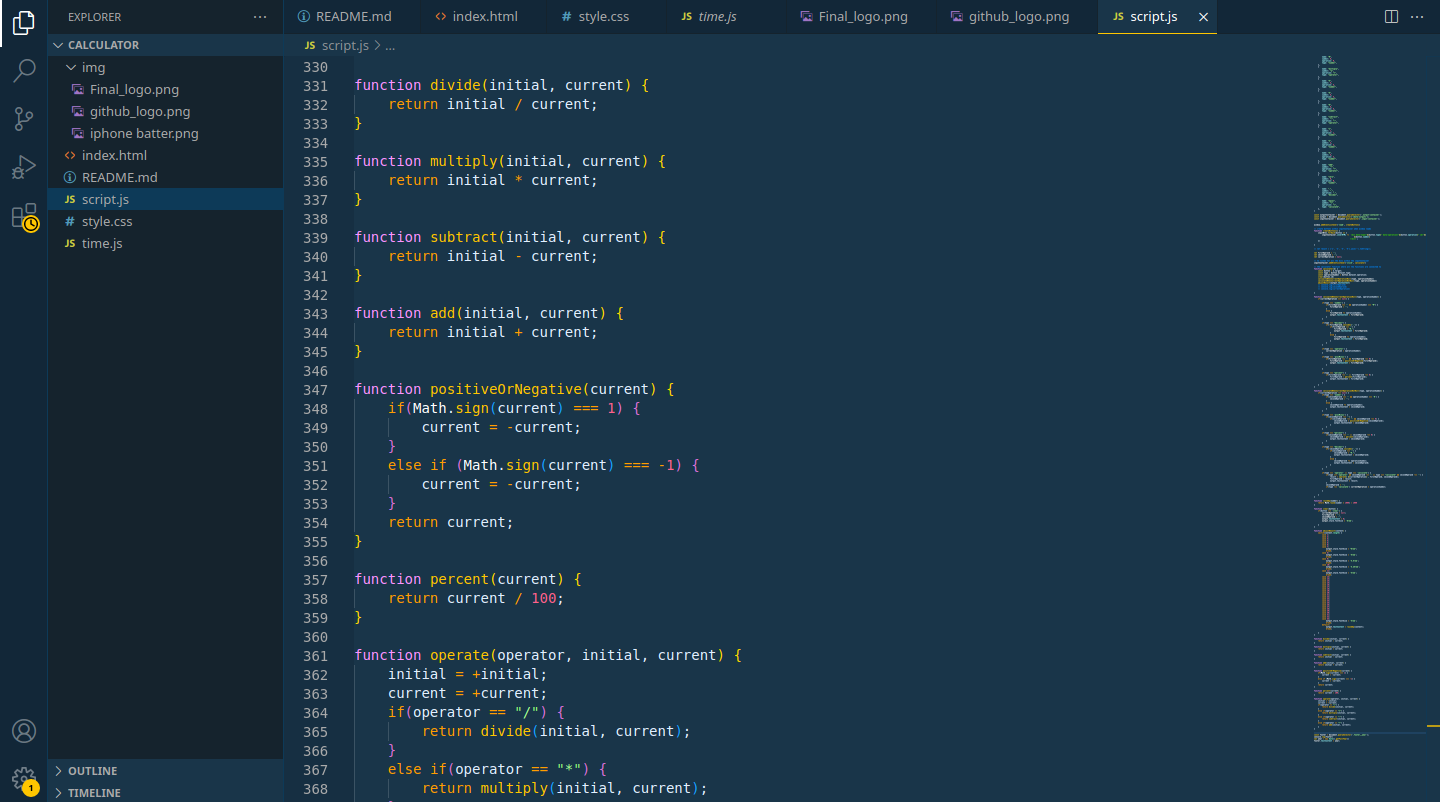 EXPLORER
CALCULATOR
img
Final_logo.png
github_logo.png
iphone batter.png
index.html
README.md
script.js
style.css
time.js
OUTLINE
TIMELINE
1
README.md
index.html
style.css
time.js
Final_logo.png
github_logo.png
JS script.js
JS script.js > ...
330
331 function divide(initial, current) {
332     return initial / current;
333 }
334
335 function multiply(initial, current) {
336     return initial * current;
337 }
338
339 function subtract(initial, current) {
340     return initial - current;
341 }
342
343 function add(initial, current) {
344     return initial + current;
345 }
346
347 function positiveOrNegative(current) {
348     if(Math.sign(current) === 1) {
349         current = -current;
350     }
351     else if (Math.sign(current) === -1) {
352         current = -current;
353     }
354     return current;
355 }
356
357 function percent(current) {
358     return current / 100;
359 }
360
361 function operate(operator, initial, current) {
362     initial = +initial;
363     current = +current;
364     if(operator == "/") {
365         return divide(initial, current);
366     }
367     else if(operator == "*") {
368         return multiply(initial, current);